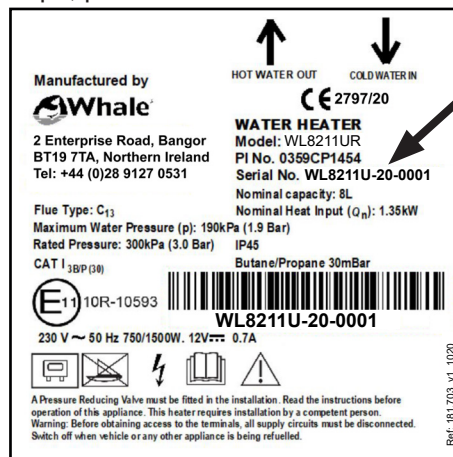 HOT WATER OUT
COLD WATER IN
Manufactured by
Whale
2 Enterprise Road, Bangor
BT19 7TA, Northern Ireland
Tel: +44 (0)28 9127 0531
CE 2797/20
WATER HEATER
Model: WL8211UR
PI No. 0359CP1454
Serial No. WL8211U-20-0001
Nominal capacity: 8L
Flue Type: C13
Nominal Heat Input (Qn): 1.35kW
Maximum Water Pressure (p): 190kPa (1.9 Bar)
Rated Pressure: 300kPa (3.0 Bar) IP45
CAT I 3B/P (30) Butane/Propane 30mBar
E11 10R-10593
WL8211U-20-0001
230 V ~ 50 Hz 750/1500W. 12V⎓ 0.7A
A Pressure Reducing Valve must be fitted in the installation. Read the instructions before
operation of this appliance. This heater requires installation by a competent person.
Warning: Before obtaining access to the terminals, all supply circuits must be disconnected.
Switch off when vehicle or any other appliance is being refuelled.
Ref: 181.703_v1_1020